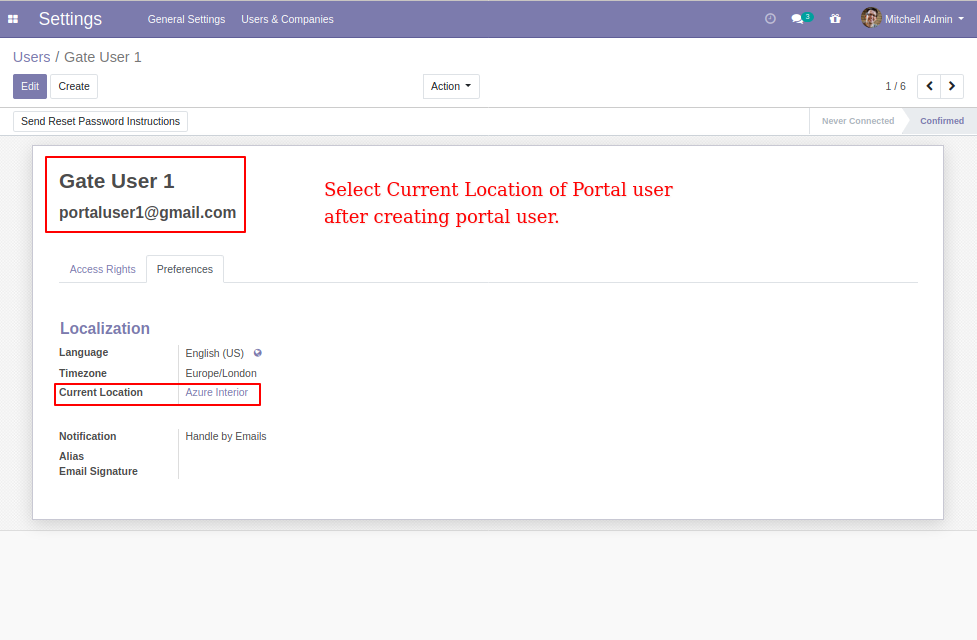 Settings General Settings Users & Companies 3 Mitchell Admin
Users / Gate User 1
Edit Create Action 1 / 6
Send Reset Password Instructions Never Connected Confirmed
Gate User 1
portaluser1@gmail.com
Select Current Location of Portal user
after creating portal user.
Access Rights Preferences
Localization
Language English (US)
Timezone Europe/London
Current Location Azure Interior
Notification Handle by Emails
Alias
Email Signature